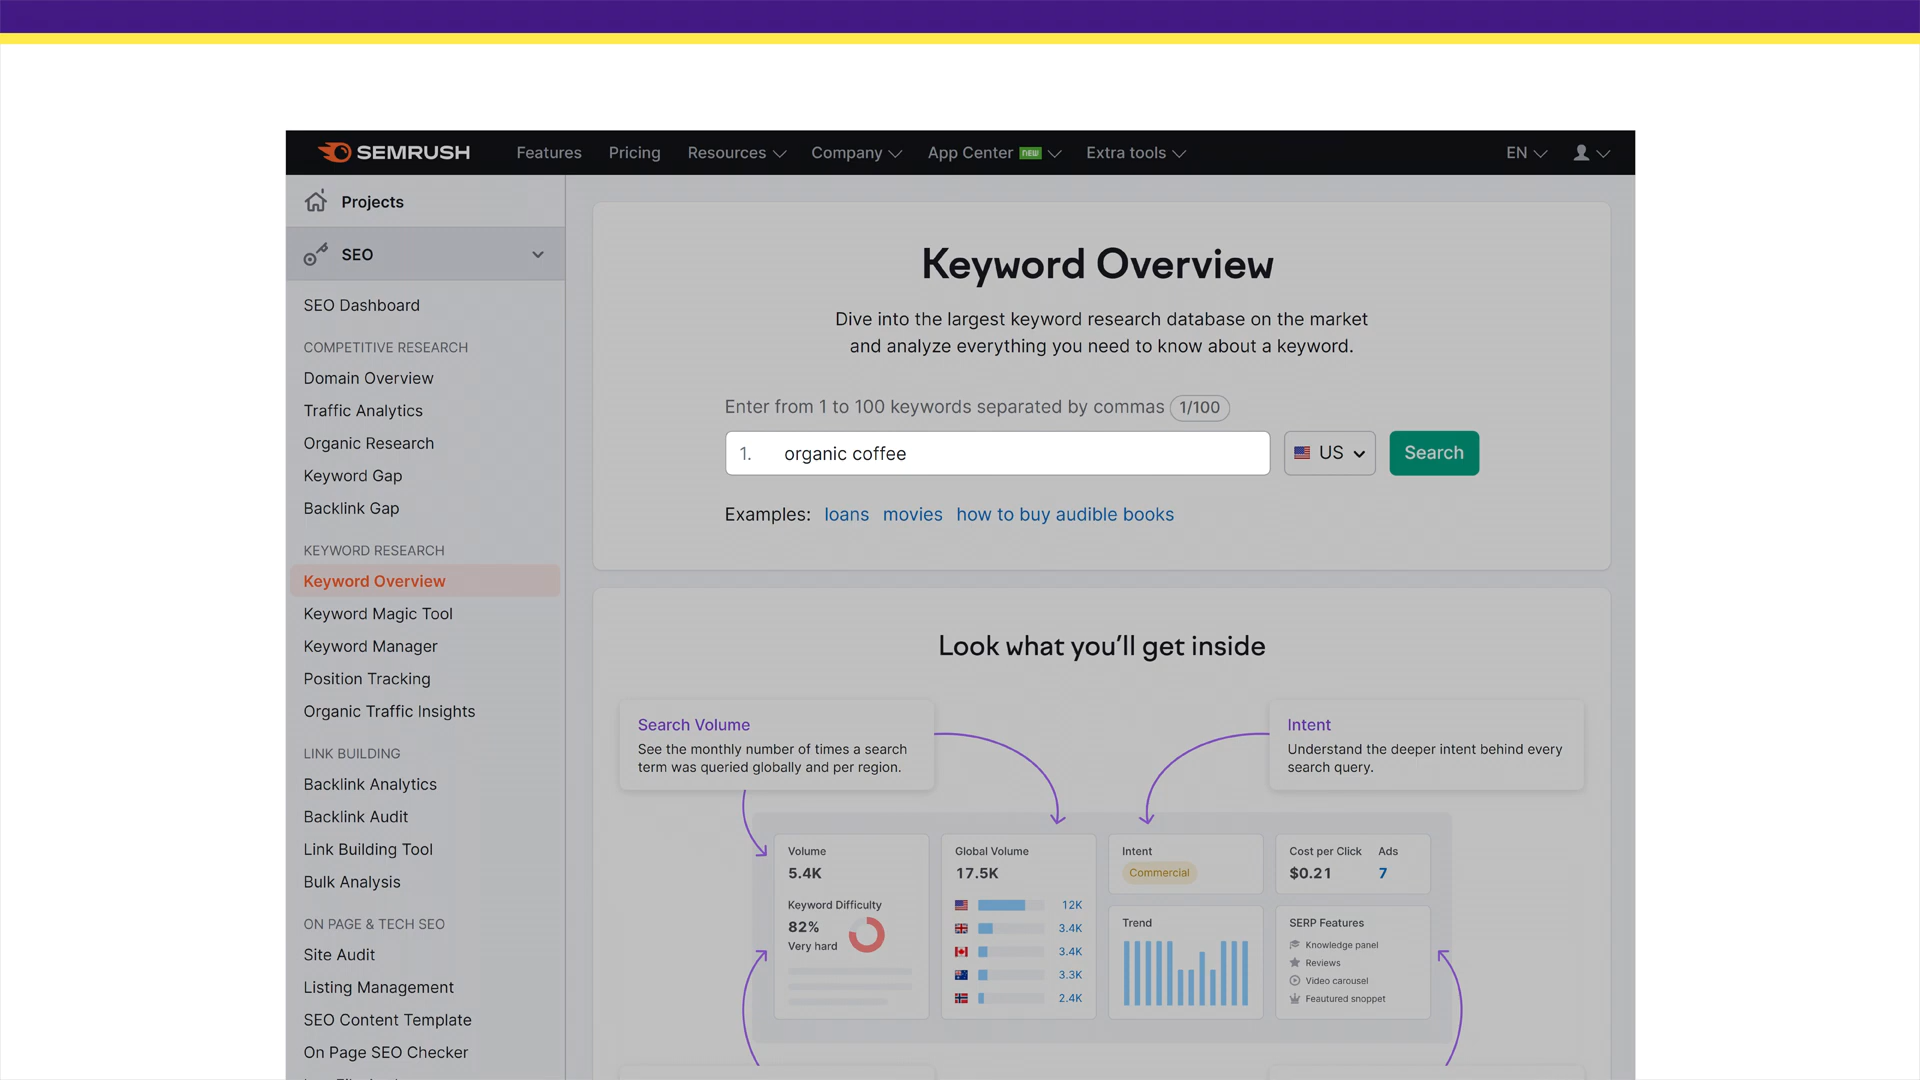 SEMRUSH
Features Pricing Resources Company App Center NEW Extra tools EN
Projects
SEO
SEO Dashboard
COMPETITIVE RESEARCH
Domain Overview
Traffic Analytics
Organic Research
Keyword Gap
Backlink Gap
KEYWORD RESEARCH
Keyword Overview
Keyword Magic Tool
Keyword Manager
Position Tracking
Organic Traffic Insights
LINK BUILDING
Backlink Analytics
Backlink Audit
Link Building Tool
Bulk Analysis
ON PAGE & TECH SEO
Site Audit
Listing Management
SEO Content Template
On Page SEO Checker
Keyword Overview
Dive into the largest keyword research database on the market
and analyze everything you need to know about a keyword.
Enter from 1 to 100 keywords separated by commas 1/100
1. organic coffee
US
Search
Examples: loans movies how to buy audible books
Look what you'll get inside
Search Volume
See the monthly number of times a search
term was queried globally and per region.
Intent
Understand the deeper intent behind every
search query.
Volume
5.4K
Keyword Difficulty
82%
Very hard
Global Volume
17.5K
12K
3.4K
3.4K
3.3K
2.4K
Intent
Commercial
Trend
Cost per Click Ads
$0.21 7
SERP Features
Knowledge panel
Reviews
Video carousel
Feautured snoppet